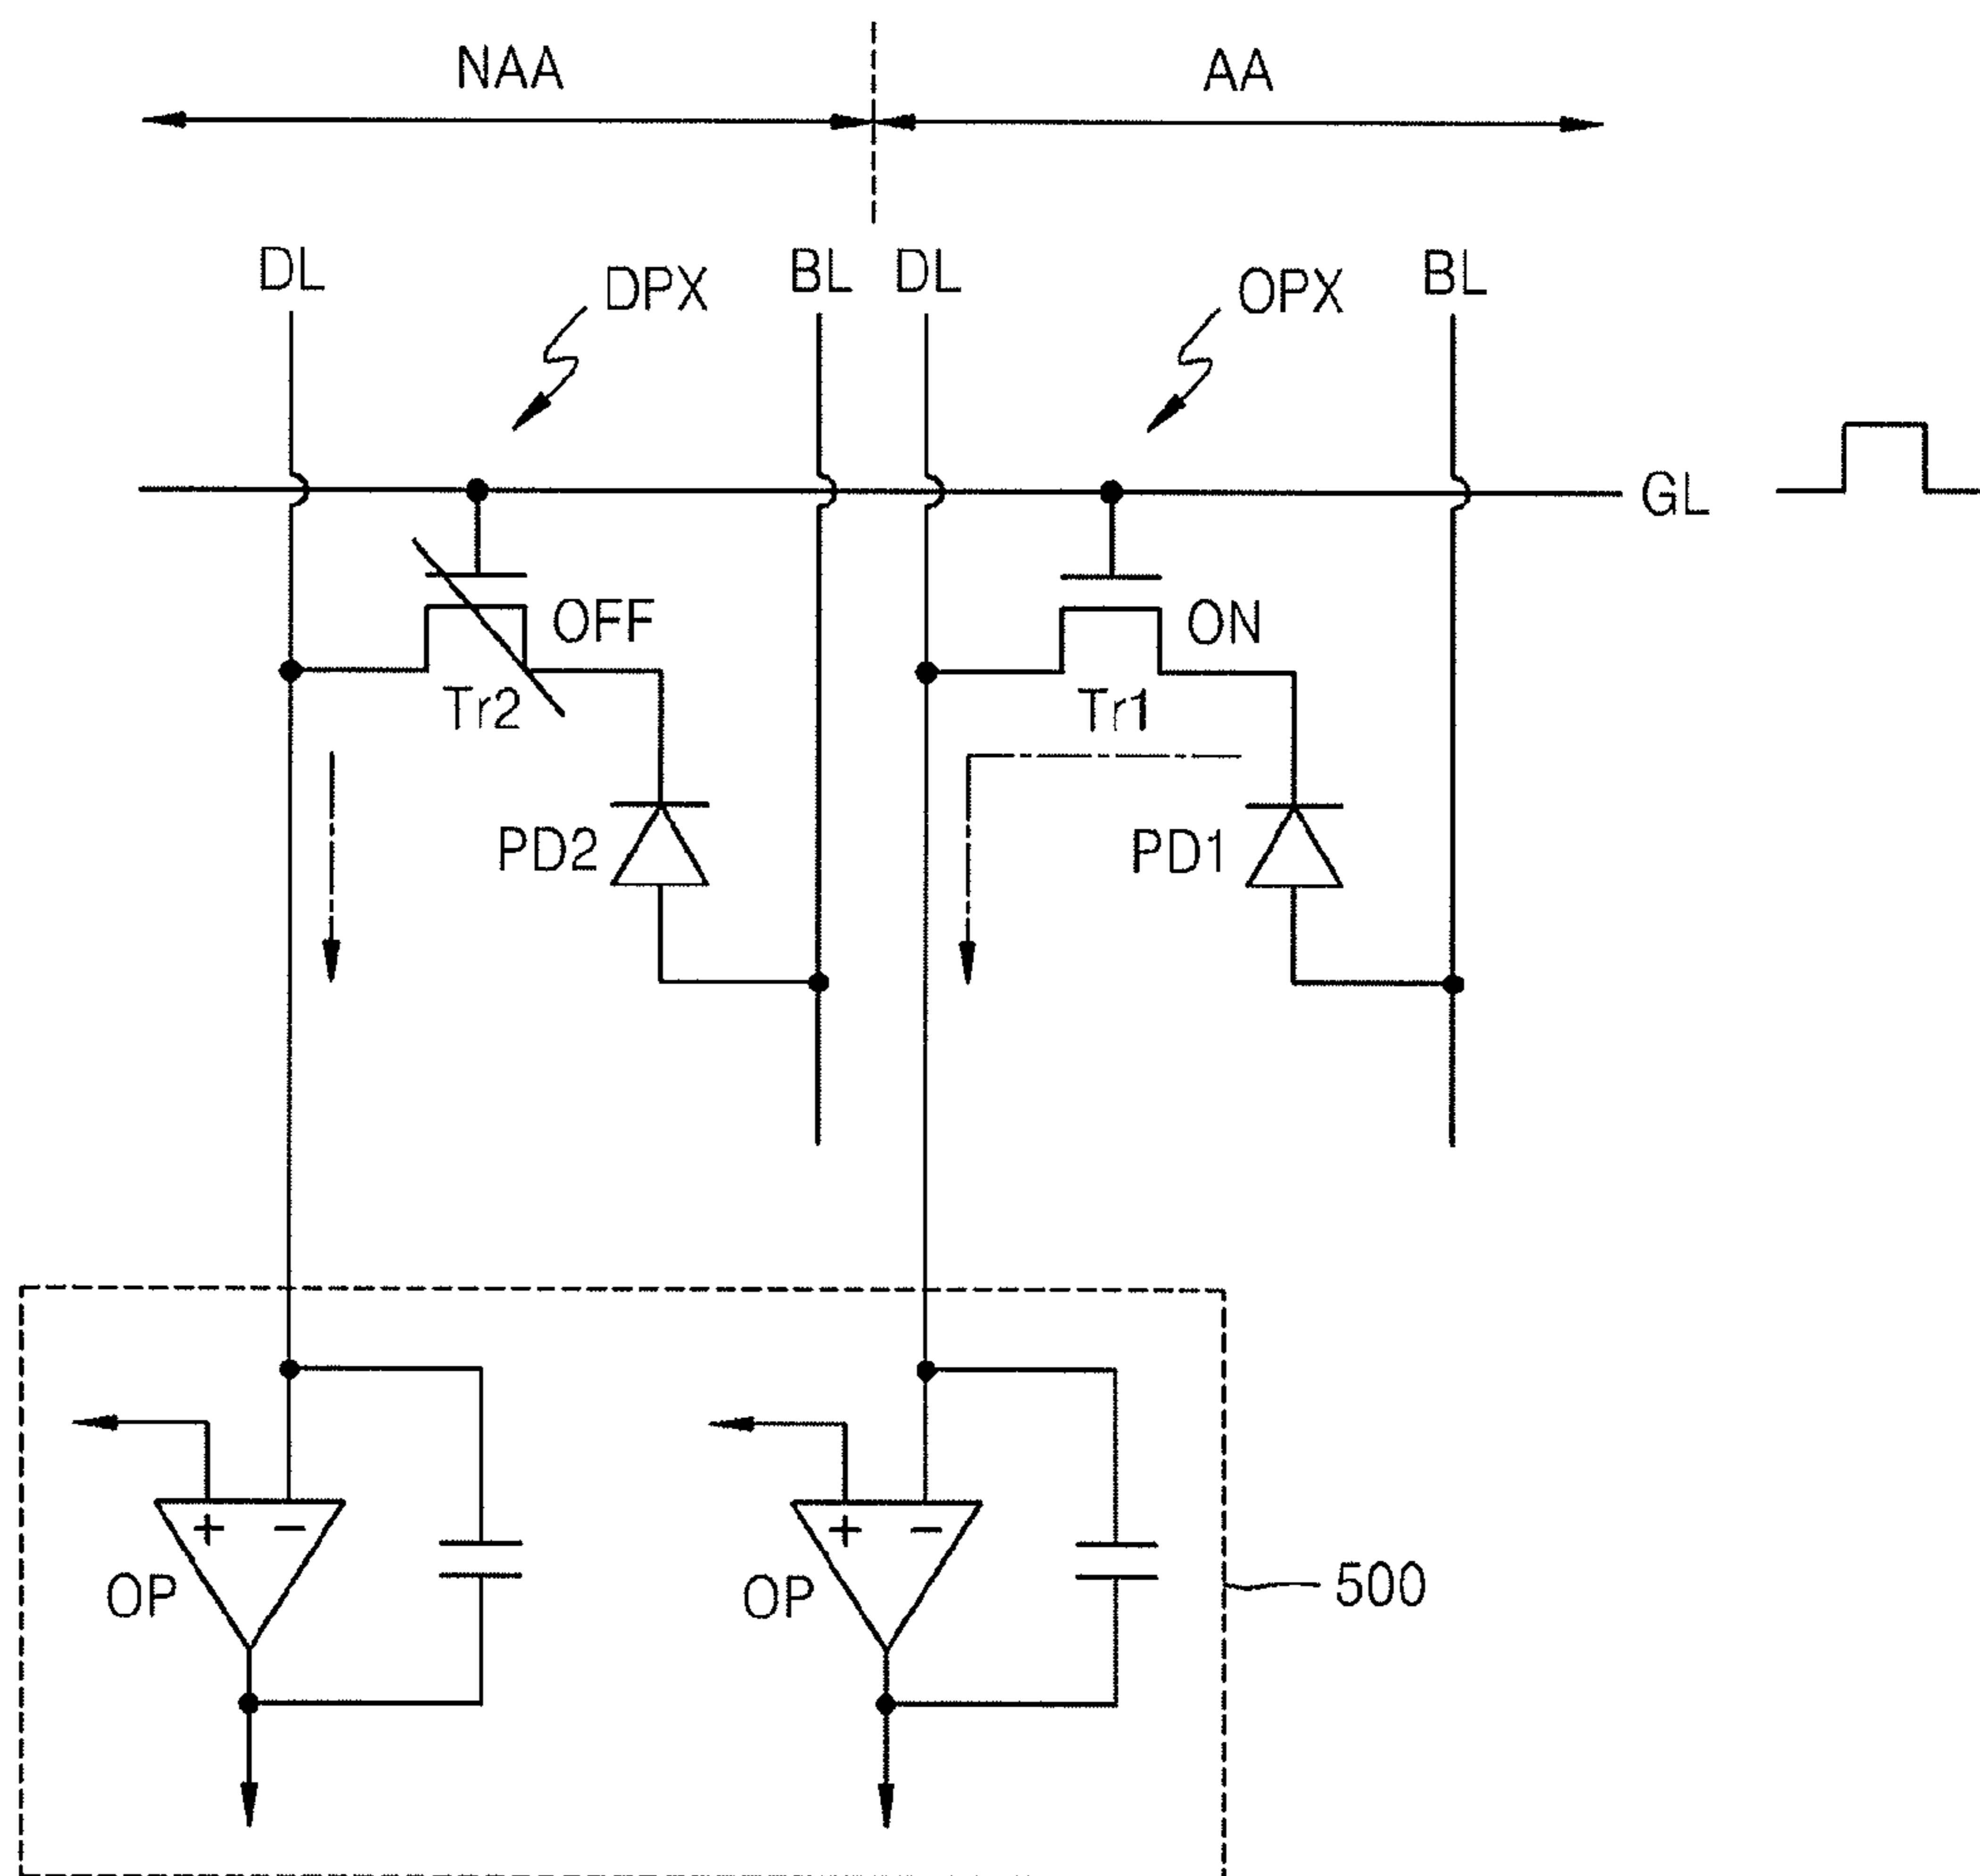 NAA AA
DL DPX BL DL OPX BL
GL
OFF ON
Tr2 Tr1
PD2 PD1
+ − + −
OP OP 500